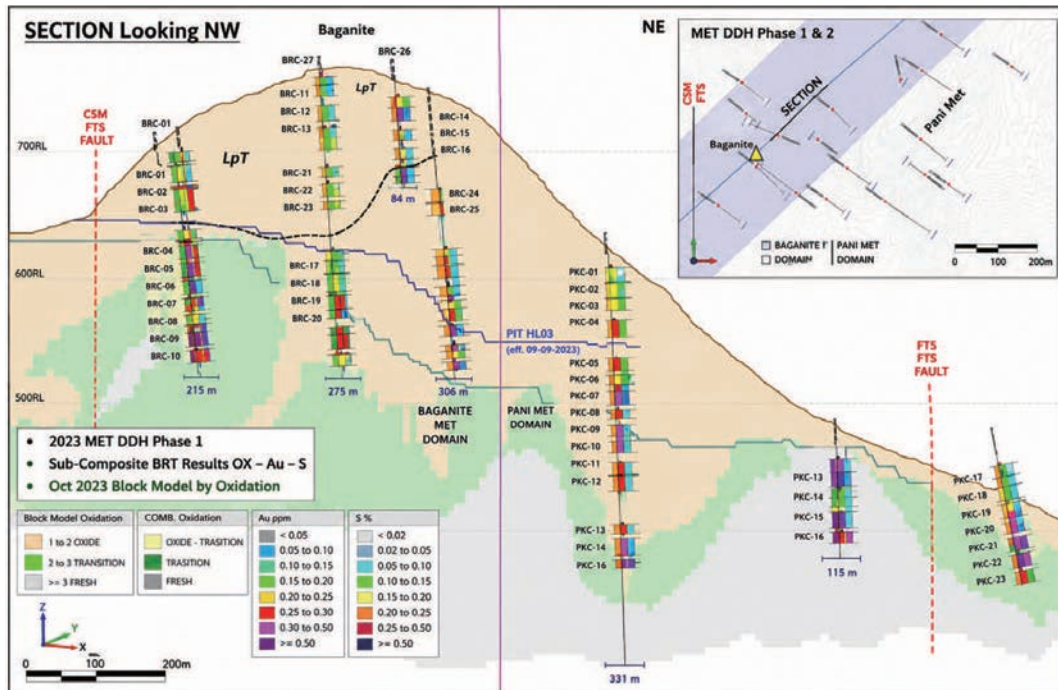 SECTION Looking NW
Baganite
NE
MET DDH Phase 1 & 2
CSM
FTS
SECTION
Pani Met
Baganite
BAGANITE
DOMAIN
PANI MET
DOMAIN
0 100 200m
BRC-27
BRC-26
LpT
BRC-11
BRC-12
BRC-13
BRC-14
BRC-15
BRC-16
CSM
FTS
FAULT
BRC-01
700RL
LpT
BRC-01
BRC-02
BRC-03
BRC-21
BRC-22
BRC-23
84 m
BRC-24
BRC-25
BRC-04
BRC-05
BRC-06
BRC-07
BRC-08
BRC-09
BRC-10
600RL
BRC-17
BRC-18
BRC-19
BRC-20
PKC-01
PKC-02
PKC-03
PKC-04
PIT HL03
(eff. 09-09-2023)
PKC-05
PKC-06
PKC-07
PKC-08
PKC-09
PKC-10
PKC-11
PKC-12
PKC-13
PKC-14
PKC-16
331 m
215 m
275 m
306 m
500RL
BAGANITE
MET
DOMAIN
PANI MET
DOMAIN
FTS
FTS
FAULT
PKC-13
PKC-14
PKC-15
PKC-16
115 m
PKC-17
PKC-18
PKC-19
PKC-20
PKC-21
PKC-22
PKC-23
2023 MET DDH Phase 1
Sub-Composite BRT Results OX – Au – S
Oct 2023 Block Model by Oxidation
Block Model Oxidation
1 to 2 OXIDE
2 to 3 TRANSITION
>= 3 FRESH
COMB. Oxidation
OXIDE - TRASITION
TRASITION
FRESH
Au ppm
< 0.05
0.05 to 0.10
0.10 to 0.15
0.15 to 0.20
0.20 to 0.25
0.25 to 0.30
0.30 to 0.50
>= 0.50
S %
< 0.02
0.02 to 0.05
0.05 to 0.10
0.10 to 0.15
0.15 to 0.20
0.20 to 0.25
0.25 to 0.50
>= 0.50
Z
Y
X
0 100 200m